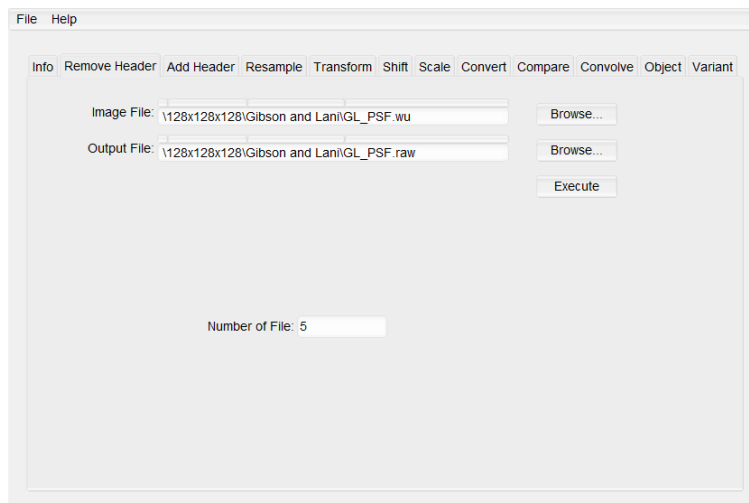 File Help
Info Remove Header Add Header Resample Transform Shift Scale Convert Compare Convolve Object Variant
Image File: \128x128x128\Gibson and Lani\GL_PSF.wu Browse...
Output File: \128x128x128\Gibson and Lani\GL_PSF.raw Browse...
Execute
Number of File: 5